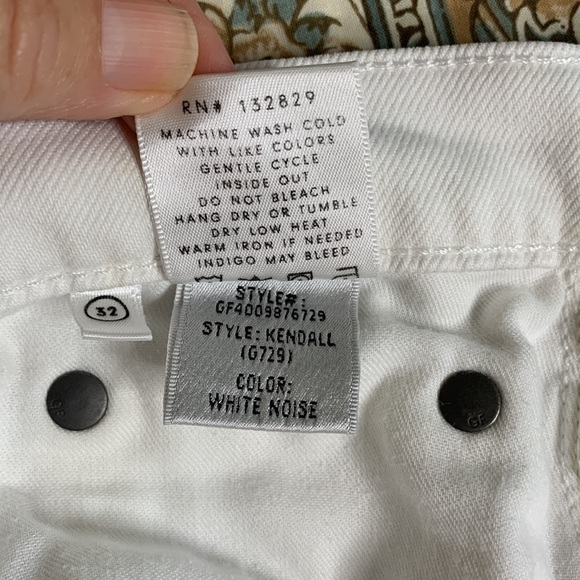 RN# 132829
MACHINE WASH COLD
WITH LIKE COLORS
GENTLE CYCLE
INSIDE OUT
DO NOT BLEACH
HANG DRY OR TUMBLE
DRY LOW HEAT
WARM IRON IF NEEDED
INDIGO MAY BLEED
32
STYLE#:
GF4009876729
STYLE: KENDALL
(G729)
COLOR:
WHITE NOISE
GF
GF